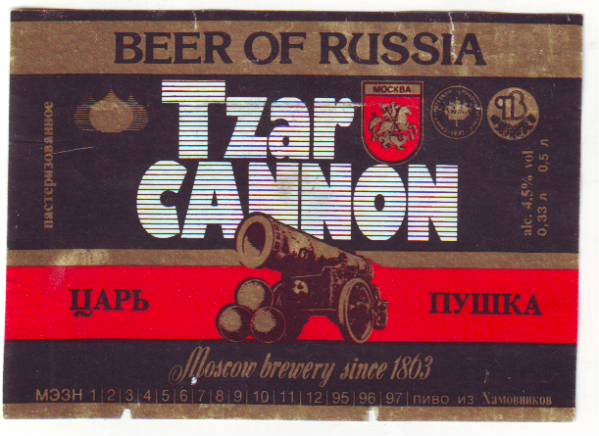 BEER OF RUSSIA
Tzar
CANNON
МОСКВА
пастеризованное
alc. 4,5% vol
0,33 л 0,5 л
ЦАРЬ
ПУШКА
Moscow brewery since 1863
МЭЗН 1|2|3|4|5|6|7|8|9|10|11|12|95|96|97| ПИВО ИЗ Хамовников